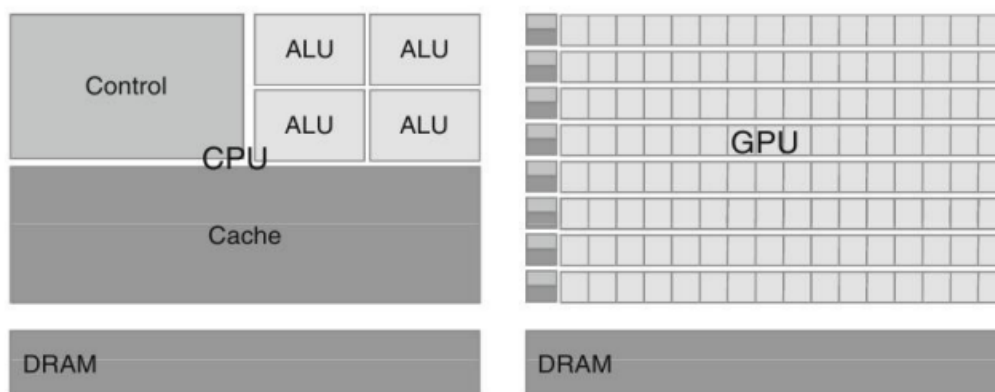 ALU ALU
Control
ALU ALU
CPU
Cache
DRAM
GPU
DRAM